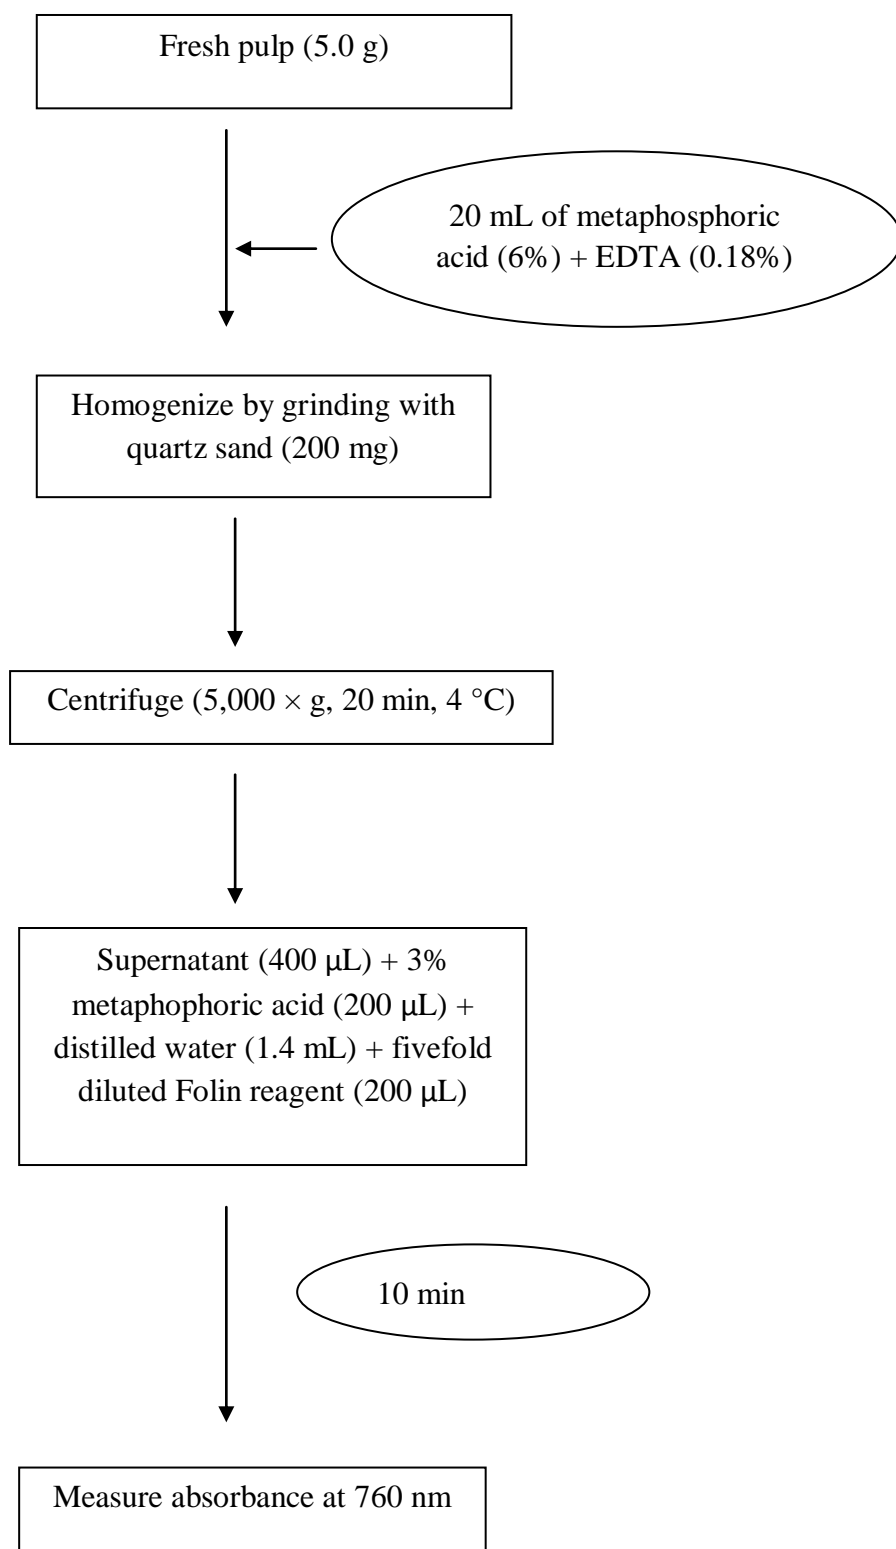 Fresh pulp (5.0 g)
20 mL of metaphosphoric
acid (6%) + EDTA (0.18%)
Homogenize by grinding with
quartz sand (200 mg)
Centrifuge (5,000 × g, 20 min, 4 °C)
Supernatant (400 μL) + 3%
metaphophoric acid (200 μL) +
distilled water (1.4 mL) + fivefold
diluted Folin reagent (200 μL)
10 min
Measure absorbance at 760 nm